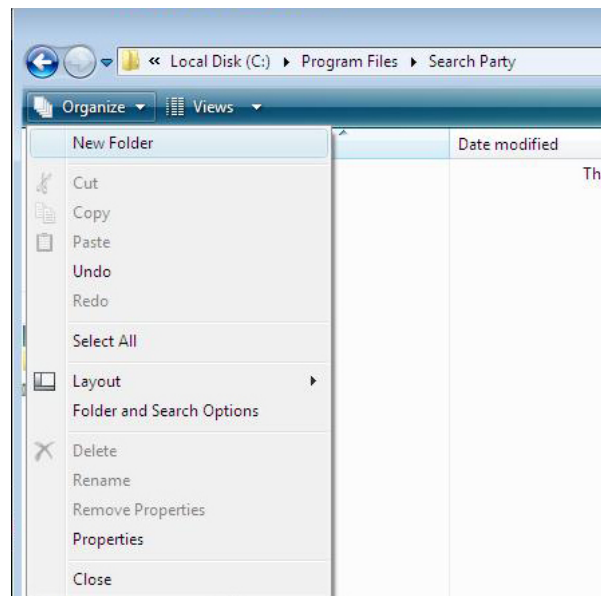 « Local Disk (C:) ▸ Program Files ▸ Search Party
Organize Views
New Folder
Date modified
Th
Cut
Copy
Paste
Undo
Redo
Select All
Layout
Folder and Search Options
Delete
Rename
Remove Properties
Properties
Close